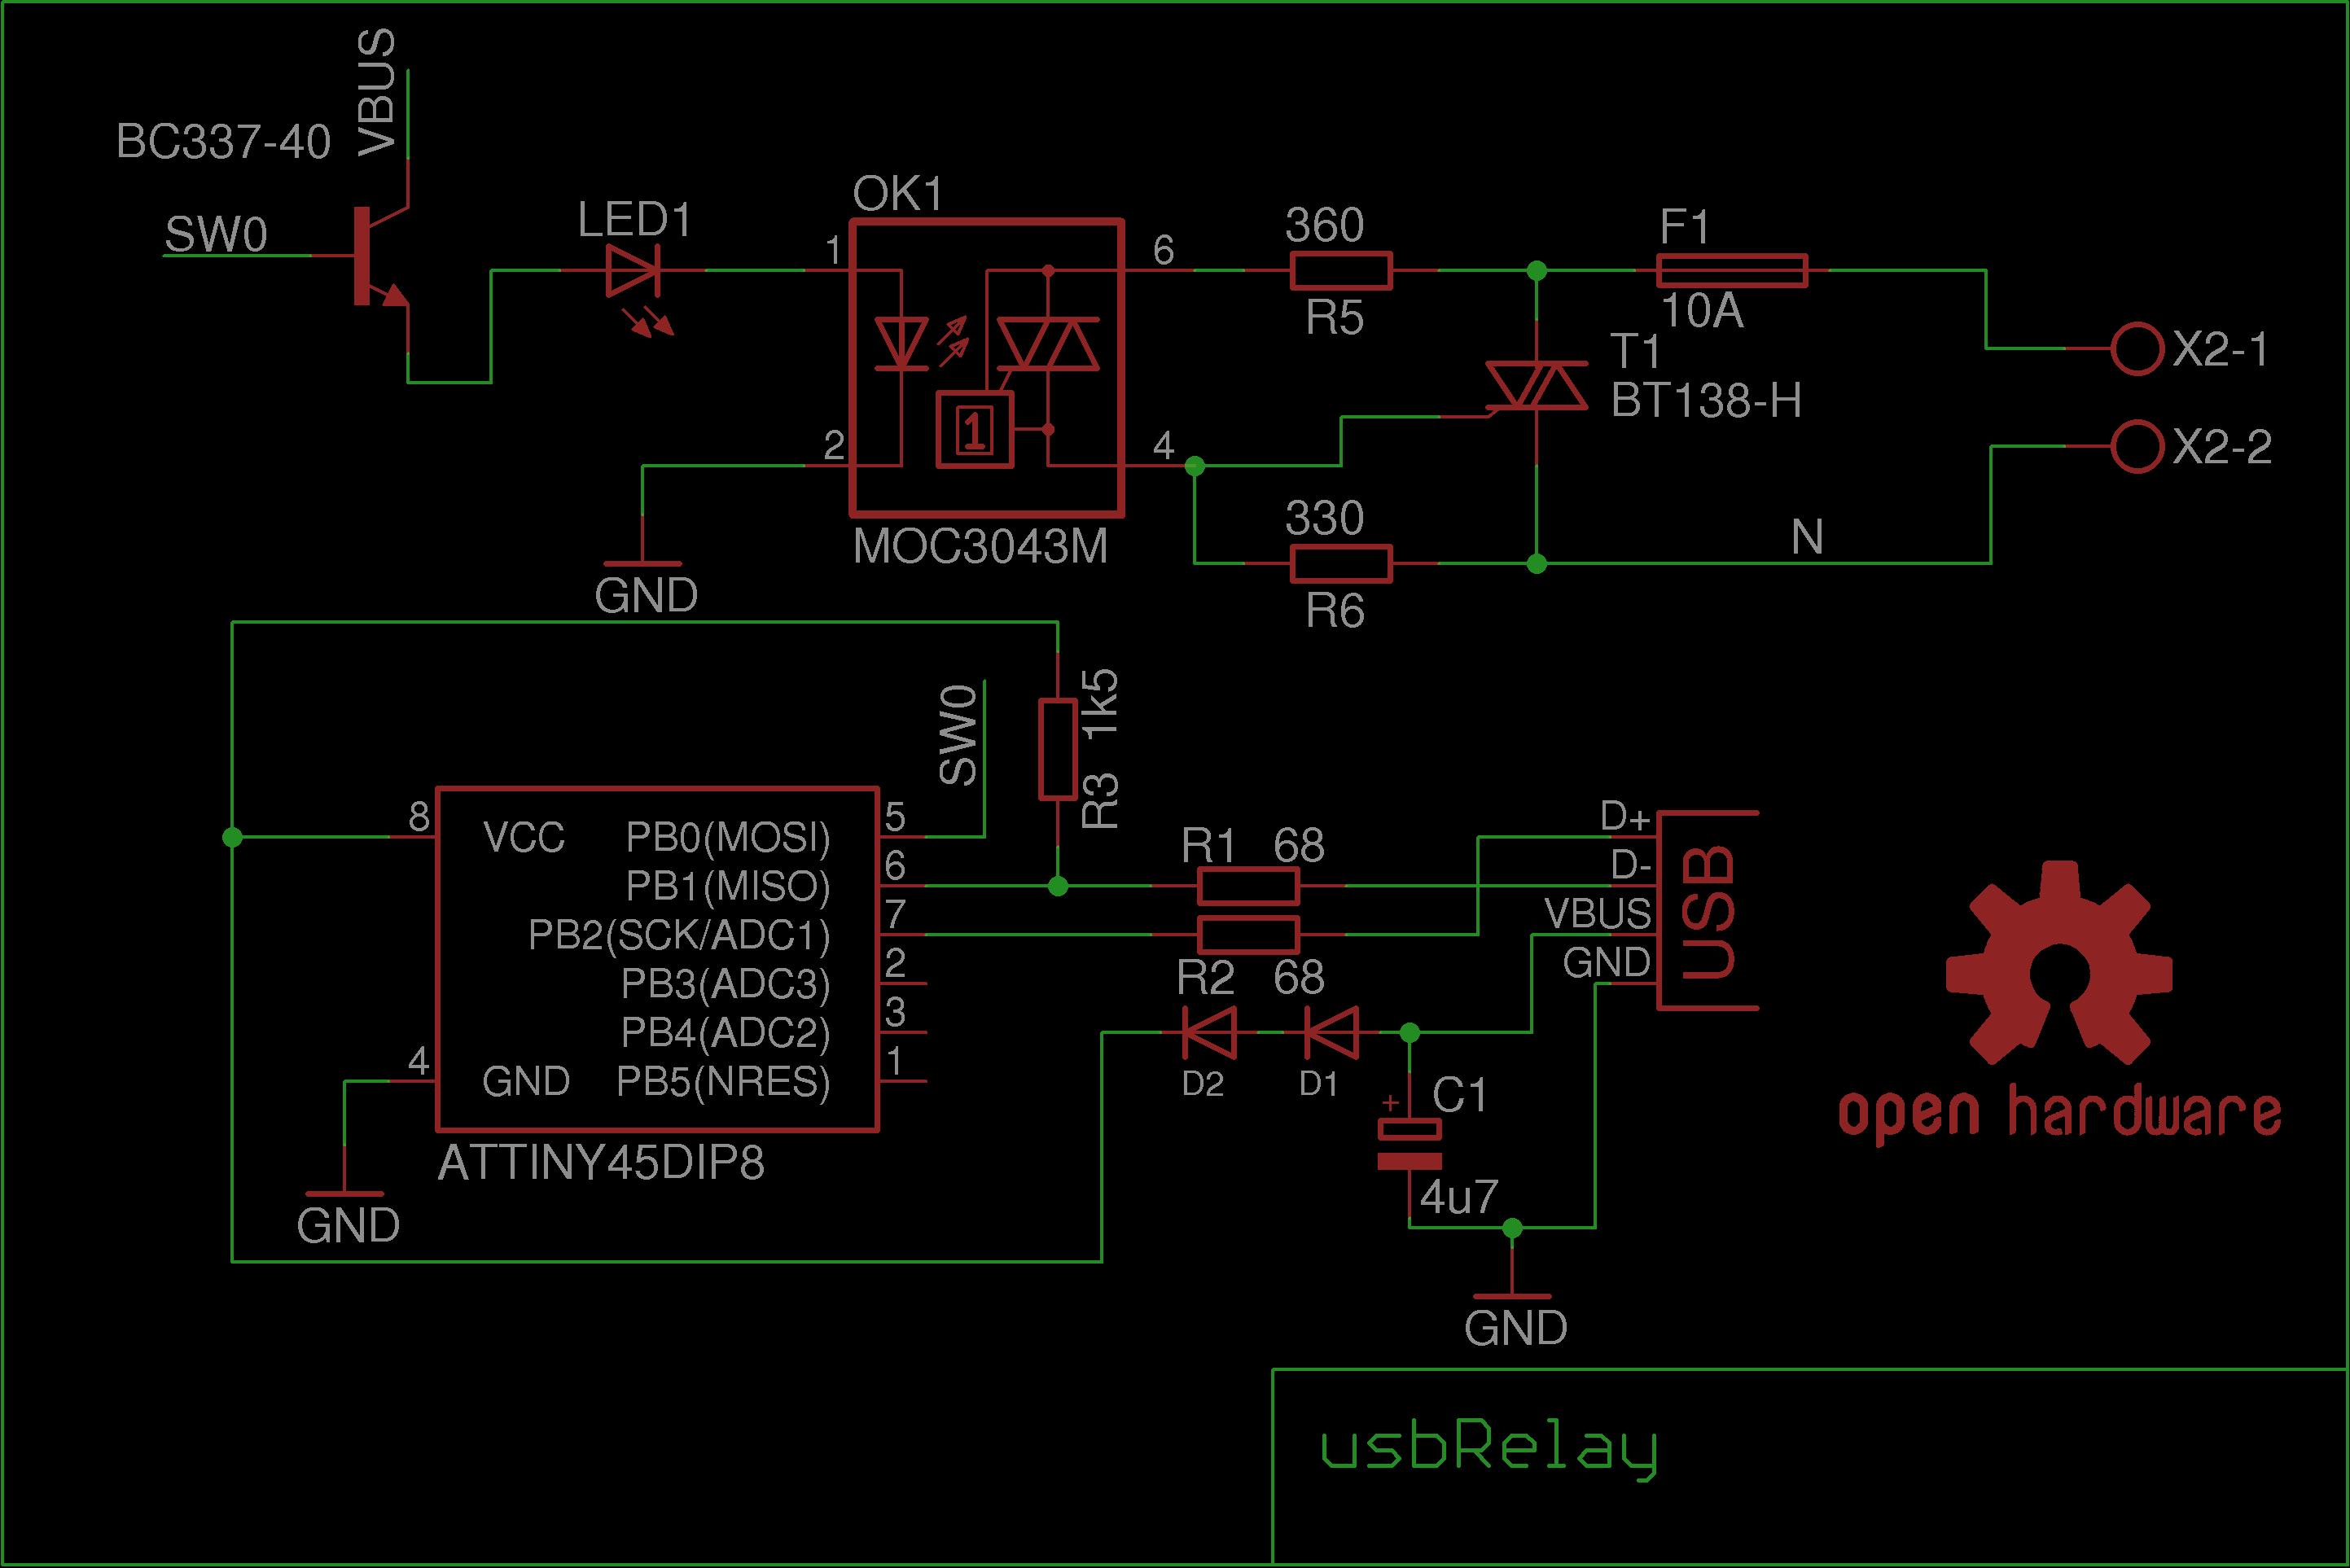 VBUS
BC337-40
SW0
LED1
OK1
1
2
6
4
MOC3043M
GND
360
R5
F1
10A
T1
BT138-H
X2-1
X2-2
330
R6
N
SW0
R3 1k5
8 VCC
PB0(MOSI) 5
PB1(MISO) 6
PB2(SCK/ADC1) 7
PB3(ADC3) 2
PB4(ADC2) 3
4 GND
PB5(NRES) 1
ATTINY45DIP8
GND
R1 68
R2 68
D2
D1
+
C1
4u7
GND
D+
D-
VBUS
GND
USB
open hardware
usbRelay
1